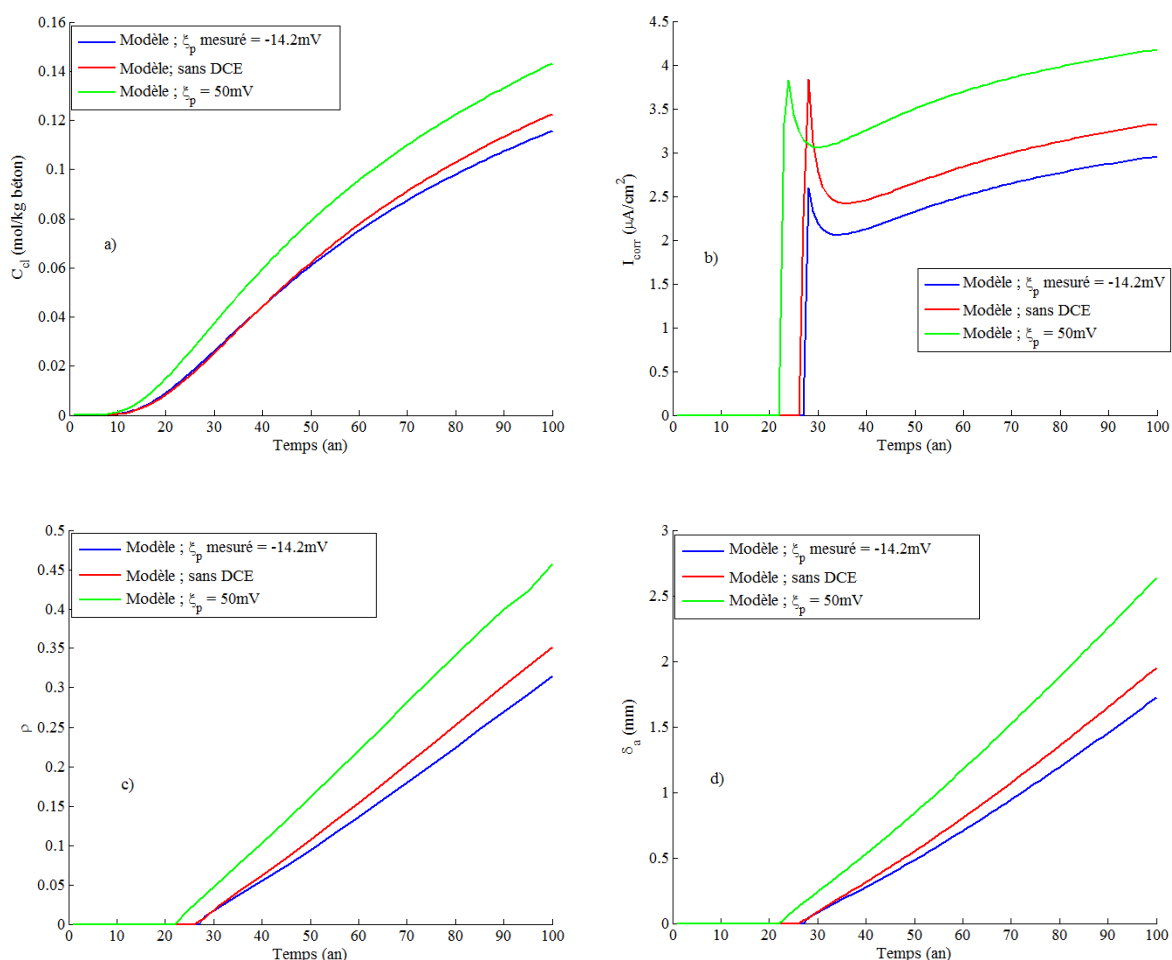 0.16
0.14
0.12
0.1
0.08
0.06
0.04
0.02
0
C_cl (mol/kg béton)
Modèle ; ξ_p mesuré = -14.2mV
Modèle; sans DCE
Modèle ; ξ_p = 50mV
a)
0 10 20 30 40 50 60 70 80 90 100
Temps (an)
4.5
4
3.5
3
2.5
2
1.5
1
0.5
0
I_corr (μA/cm²)
b)
Modèle ; ξ_p mesuré = -14.2mV
Modèle ; sans DCE
Modèle ; ξ_p = 50mV
0 10 20 30 40 50 60 70 80 90 100
Temps (an)
0.5
0.45
0.4
0.35
0.3
0.25
0.2
0.15
0.1
0.05
0
ρ
Modèle ; ξ_p mesuré = -14.2mV
Modèle ; sans DCE
Modèle ; ξ_p = 50mV
c)
0 10 20 30 40 50 60 70 80 90 100
Temps (an)
3
2.5
2
1.5
1
0.5
0
δ_a (mm)
Modèle ; ξ_p mesuré = -14.2mV
Modèle ; sans DCE
Modèle ; ξ_p = 50mV
d)
0 10 20 30 40 50 60 70 80 90 100
Temps (an)